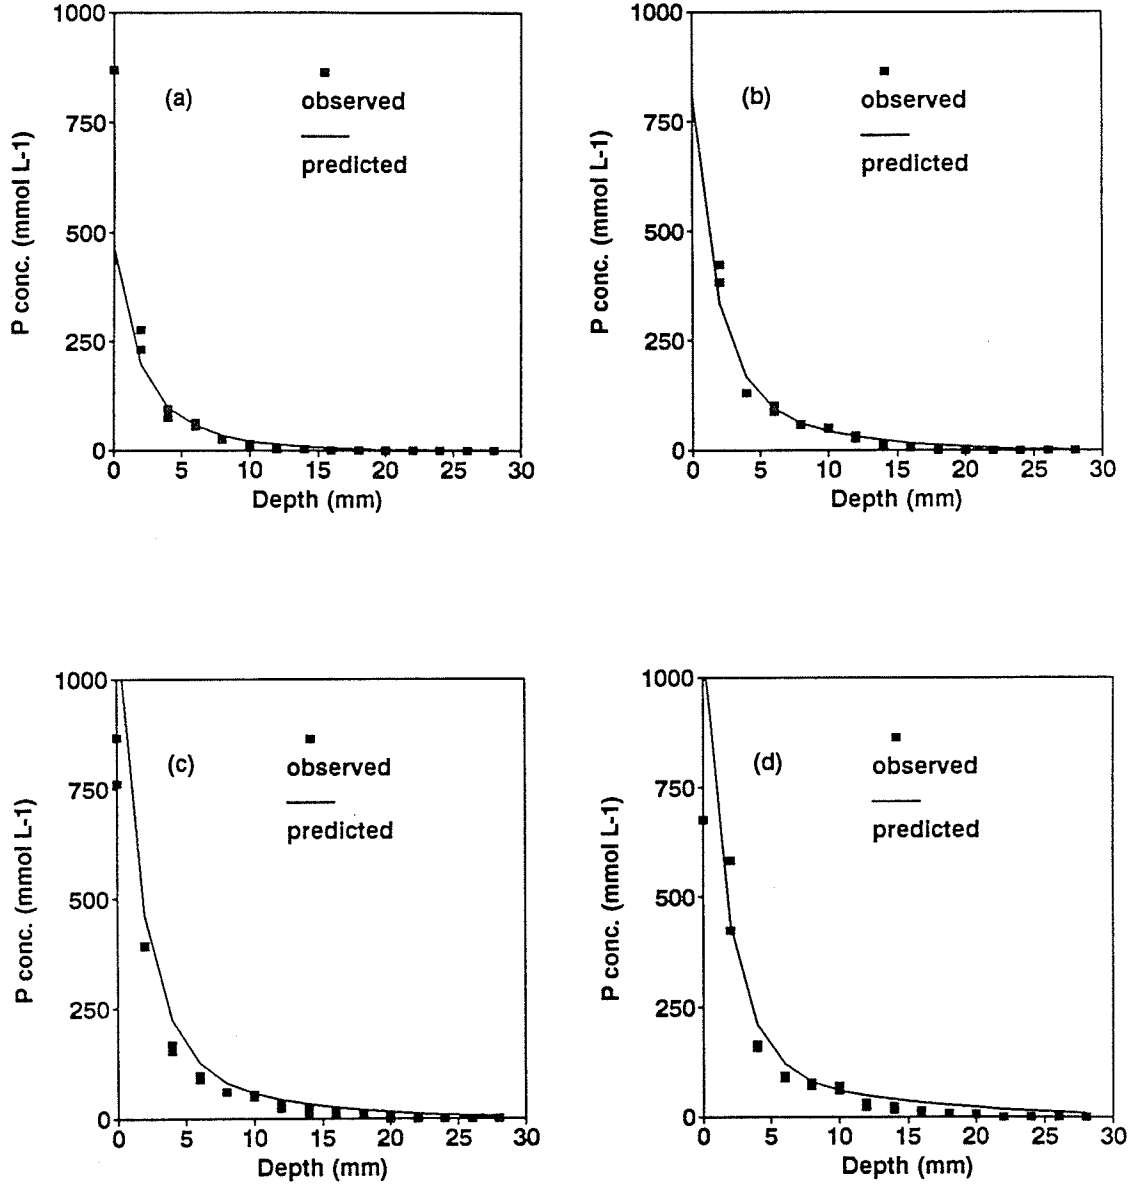 1000
(a)
observed
750
predicted
P conc. (mmol L-1)
500
250
0
0 5 10 15 20 25 30
Depth (mm)
1000
(b)
observed
750
predicted
P conc. (mmol L-1)
500
250
0
0 5 10 15 20 25 30
Depth (mm)
1000
(c)
observed
750
predicted
P conc. (mmol L-1)
500
250
0
0 5 10 15 20 25 30
Depth (mm)
1000
(d)
observed
750
predicted
P conc. (mmol L-1)
500
250
0
0 5 10 15 20 25 30
Depth (mm)